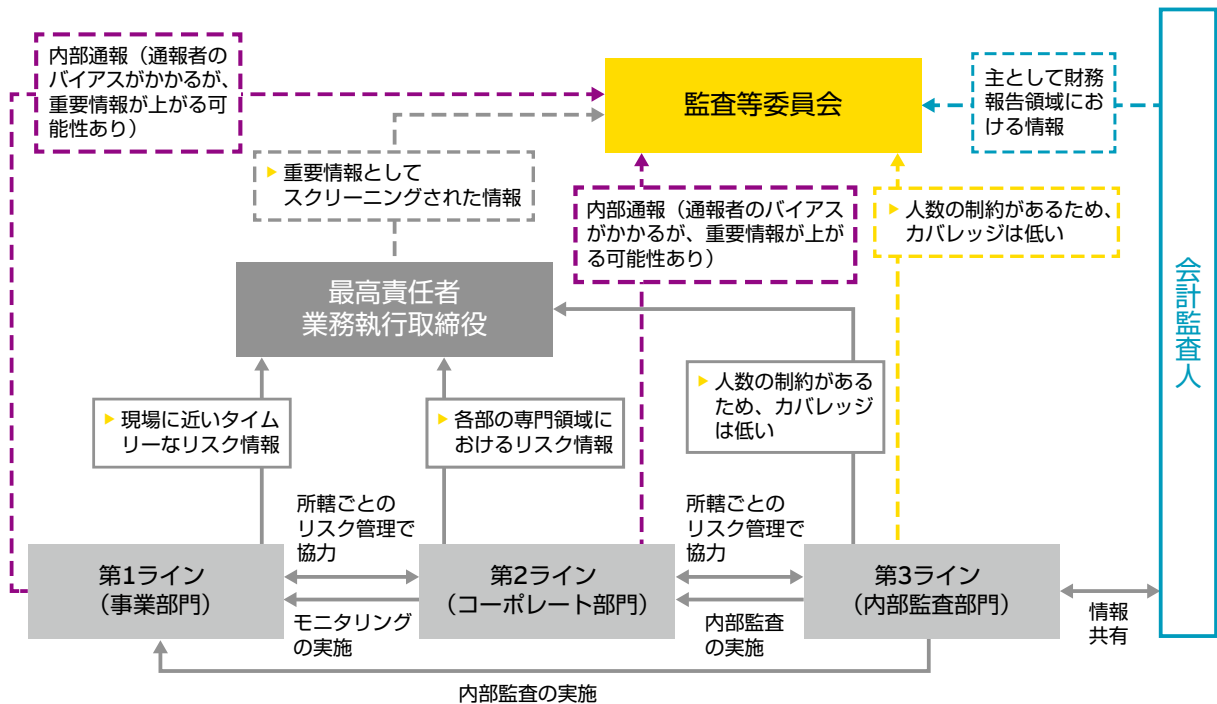 内部通報（通報者の
バイアスがかかるが、
重要情報が上がる可
能性あり）
監査等委員会
主として財務
報告領域にお
ける情報
重要情報として
スクリーニングされた情報
内部通報（通報者のバイアス
がかかるが、重要情報が上が
る可能性あり）
人数の制約があるため、
カバレッジは低い
会計監査人
最高責任者
業務執行取締役
現場に近いタイム
リーなリスク情報
各部の専門領域に
おけるリスク情報
人数の制約がある
ため、カバレッジ
は低い
所轄ごとの
リスク管理で
協力
所轄ごとの
リスク管理で
協力
第1ライン
（事業部門）
第2ライン
（コーポレート部門）
第3ライン
（内部監査部門）
モニタリング
の実施
内部監査
の実施
情報
共有
内部監査の実施